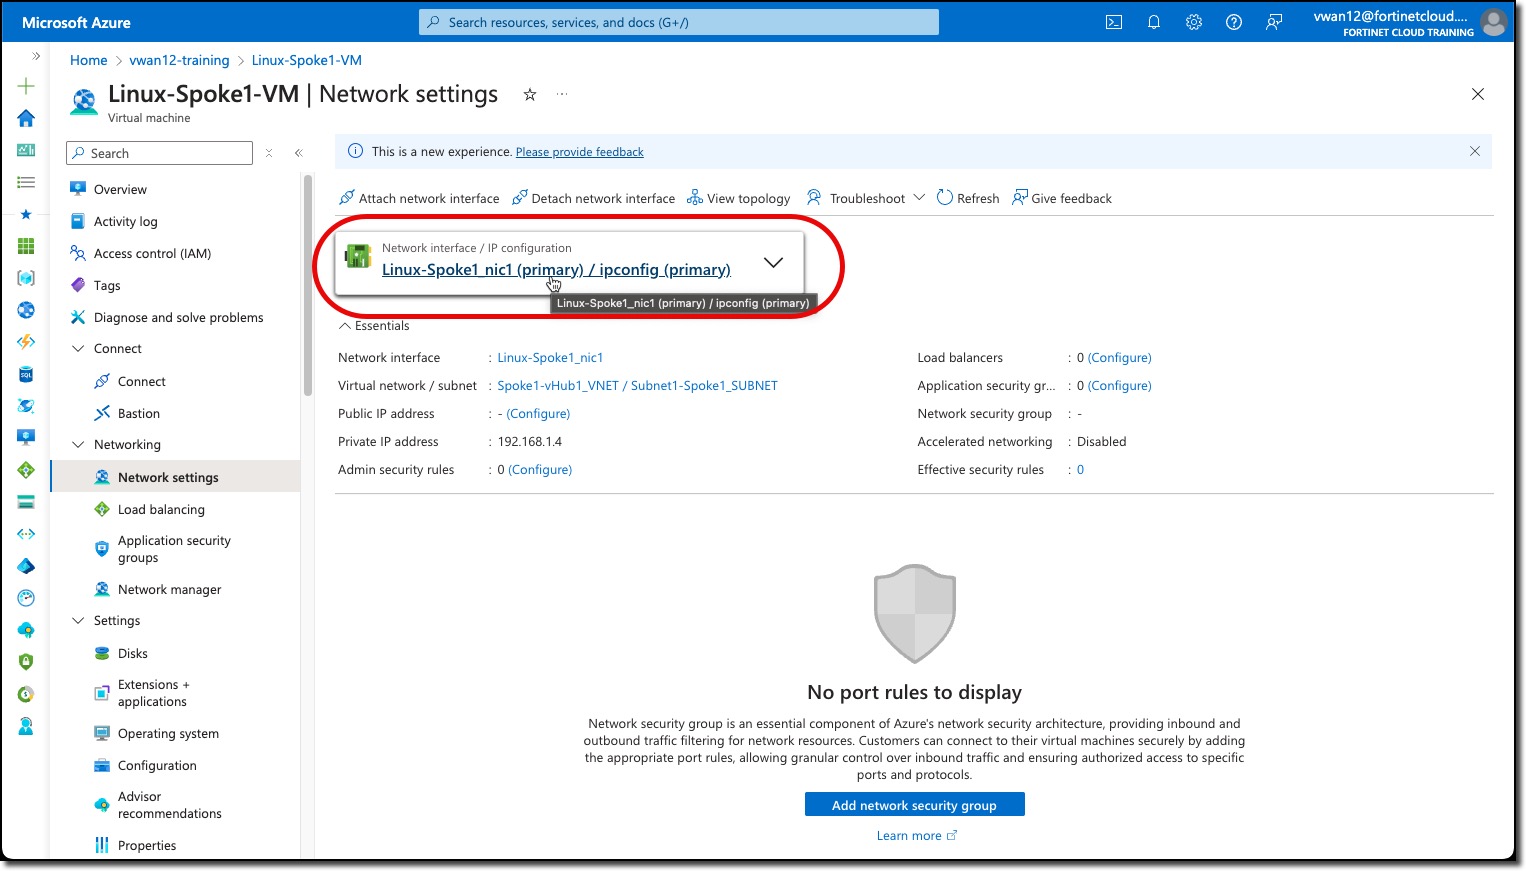 Microsoft Azure
Search resources, services, and docs (G+/)
vwan12@fortinetcloud....
FORTINET CLOUD TRAINING
Home > vwan12-training > Linux-Spoke1-VM
Linux-Spoke1-VM | Network settings
Virtual machine
Search
Overview
Activity log
Access control (IAM)
Tags
Diagnose and solve problems
Connect
Connect
Bastion
Networking
Network settings
Load balancing
Application security
groups
Network manager
Settings
Disks
Extensions +
applications
Operating system
Configuration
Advisor
recommendations
Properties
This is a new experience. Please provide feedback
Attach network interface Detach network interface View topology Troubleshoot Refresh Give feedback
Network interface / IP configuration
Linux-Spoke1_nic1 (primary) / ipconfig (primary)
Linux-Spoke1_nic1 (primary) / ipconfig (primary)
Essentials
Network interface : Linux-Spoke1_nic1
Virtual network / subnet : Spoke1-vHub1_VNET / Subnet1-Spoke1_SUBNET
Public IP address : - (Configure)
Private IP address : 192.168.1.4
Admin security rules : 0 (Configure)
Load balancers : 0 (Configure)
Application security gr... : 0 (Configure)
Network security group : -
Accelerated networking : Disabled
Effective security rules : 0
No port rules to display
Network security group is an essential component of Azure's network security architecture, providing inbound and
outbound traffic filtering for network resources. Customers can connect to their virtual machines securely by adding
the appropriate port rules, allowing granular control over inbound traffic and ensuring authorized access to specific
ports and protocols.
Add network security group
Learn more